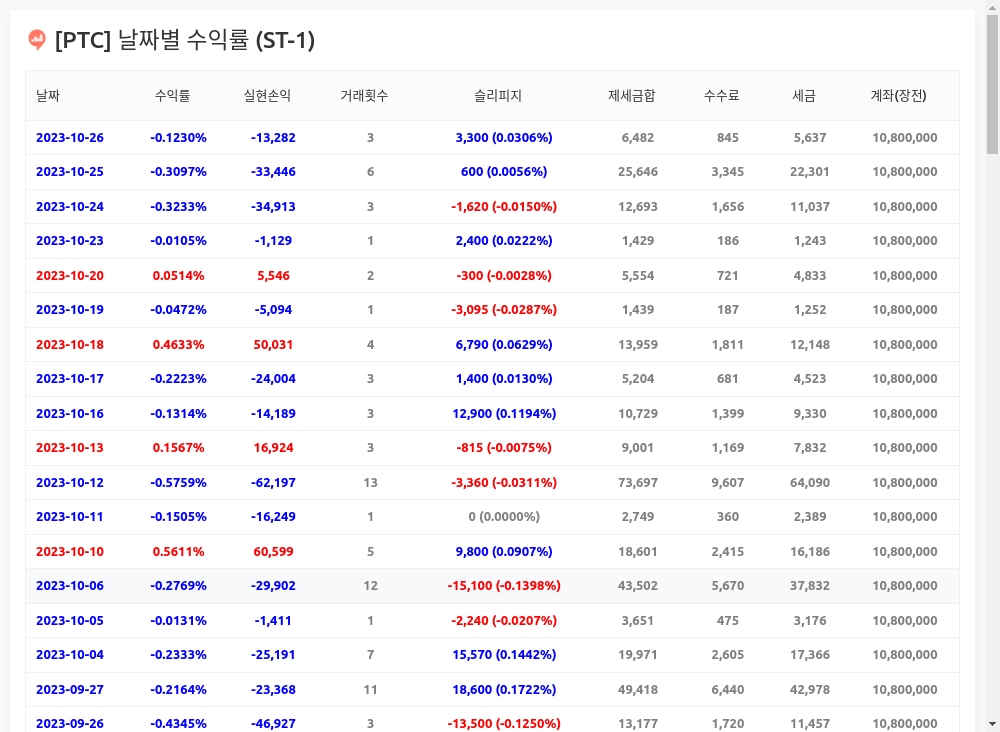 [PTC] 날짜별 수익률 (ST-1)
날짜 수익률 실현손익 거래횟수 슬리피지 제세금합 수수료 세금 계좌(장전)
2023-10-26 -0.1230% -13,282 3 3,300 (0.0306%) 6,482 845 5,637 10,800,000
2023-10-25 -0.3097% -33,446 6 600 (0.0056%) 25,646 3,345 22,301 10,800,000
2023-10-24 -0.3233% -34,913 3 -1,620 (-0.0150%) 12,693 1,656 11,037 10,800,000
2023-10-23 -0.0105% -1,129 1 2,400 (0.0222%) 1,429 186 1,243 10,800,000
2023-10-20 0.0514% 5,546 2 -300 (-0.0028%) 5,554 721 4,833 10,800,000
2023-10-19 -0.0472% -5,094 1 -3,095 (-0.0287%) 1,439 187 1,252 10,800,000
2023-10-18 0.4633% 50,031 4 6,790 (0.0629%) 13,959 1,811 12,148 10,800,000
2023-10-17 -0.2223% -24,004 3 1,400 (0.0130%) 5,204 681 4,523 10,800,000
2023-10-16 -0.1314% -14,189 3 12,900 (0.1194%) 10,729 1,399 9,330 10,800,000
2023-10-13 0.1567% 16,924 3 -815 (-0.0075%) 9,001 1,169 7,832 10,800,000
2023-10-12 -0.5759% -62,197 13 -3,360 (-0.0311%) 73,697 9,607 64,090 10,800,000
2023-10-11 -0.1505% -16,249 1 0 (0.0000%) 2,749 360 2,389 10,800,000
2023-10-10 0.5611% 60,599 5 9,800 (0.0907%) 18,601 2,415 16,186 10,800,000
2023-10-06 -0.2769% -29,902 12 -15,100 (-0.1398%) 43,502 5,670 37,832 10,800,000
2023-10-05 -0.0131% -1,411 1 -2,240 (-0.0207%) 3,651 475 3,176 10,800,000
2023-10-04 -0.2333% -25,191 7 15,570 (0.1442%) 19,971 2,605 17,366 10,800,000
2023-09-27 -0.2164% -23,368 11 18,600 (0.1722%) 49,418 6,440 42,978 10,800,000
2023-09-26 -0.4345% -46,927 3 -13,500 (-0.1250%) 13,177 1,720 11,457 10,800,000